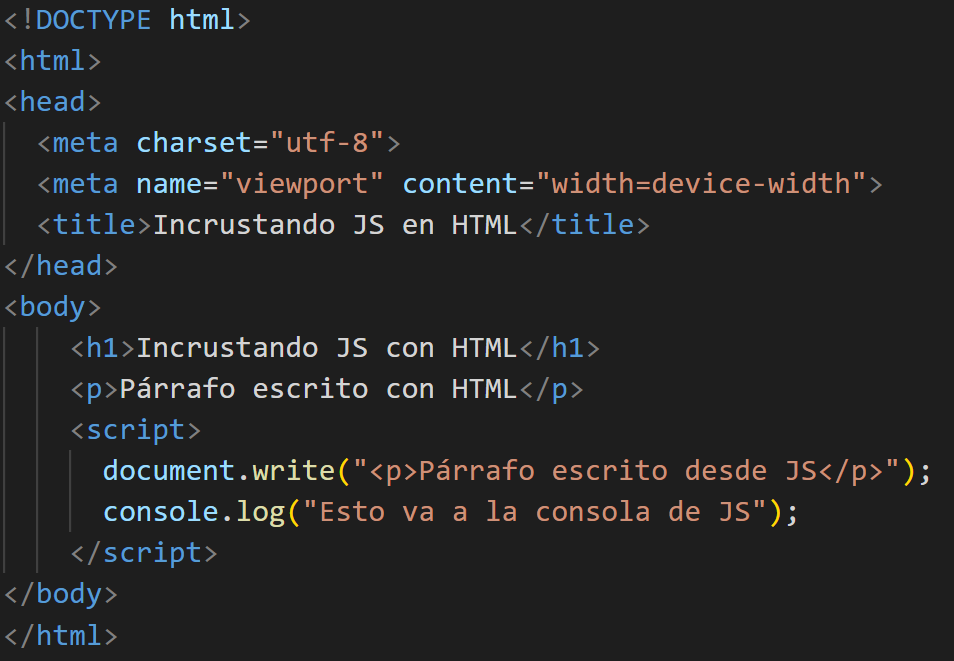 <!DOCTYPE html>
<html>
<head>
  <meta charset="utf-8">
  <meta name="viewport" content="width=device-width">
  <title>Incrustando JS en HTML</title>
</head>
<body>
    <h1>Incrustando JS con HTML</h1>
    <p>Párrafo escrito con HTML</p>
    <script>
      document.write("<p>Párrafo escrito desde JS</p>");
      console.log("Esto va a la consola de JS");
    </script>
</body>
</html>